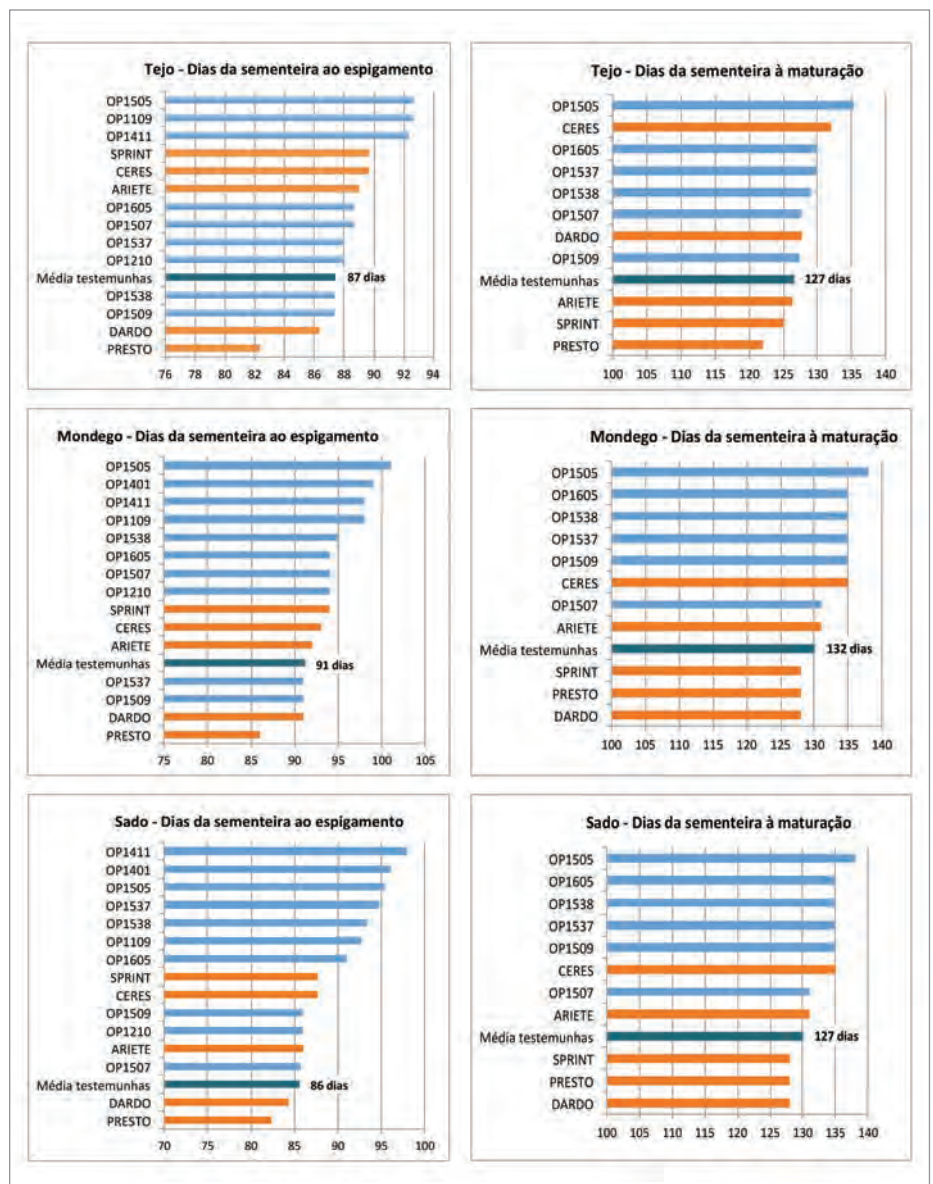 Tejo - Dias da sementeira ao espigamento
OP1505
OP1109
OP1411
SPRINT
CERES
ARIETE
OP1605
OP1507
OP1537
OP1210
Média testemunhas 87 dias
OP1538
OP1509
DARDO
PRESTO
76 78 80 82 84 86 88 90 92 94
Tejo - Dias da sementeira à maturação
OP1505
CERES
OP1605
OP1537
OP1538
OP1507
DARDO
OP1509
Média testemunhas 127 dias
ARIETE
SPRINT
PRESTO
100 105 110 115 120 125 130 135 140
Mondego - Dias da sementeira ao espigamento
OP1505
OP1401
OP1411
OP1109
OP1538
OP1605
OP1507
OP1210
SPRINT
CERES
ARIETE
Média testemunhas 91 dias
OP1537
OP1509
DARDO
PRESTO
75 80 85 90 95 100 105
Mondego - Dias da sementeira à maturação
OP1505
OP1605
OP1538
OP1537
OP1509
CERES
OP1507
ARIETE
Média testemunhas 132 dias
SPRINT
PRESTO
DARDO
100 105 110 115 120 125 130 135 140
Sado - Dias da sementeira ao espigamento
OP1411
OP1401
OP1505
OP1537
OP1538
OP1109
OP1605
SPRINT
CERES
OP1509
OP1210
ARIETE
OP1507
Média testemunhas 86 dias
DARDO
PRESTO
70 75 80 85 90 95 100
Sado - Dias da sementeira à maturação
OP1505
OP1605
OP1538
OP1537
OP1509
CERES
OP1507
ARIETE
Média testemunhas 127 dias
SPRINT
PRESTO
DARDO
100 105 110 115 120 125 130 135 140